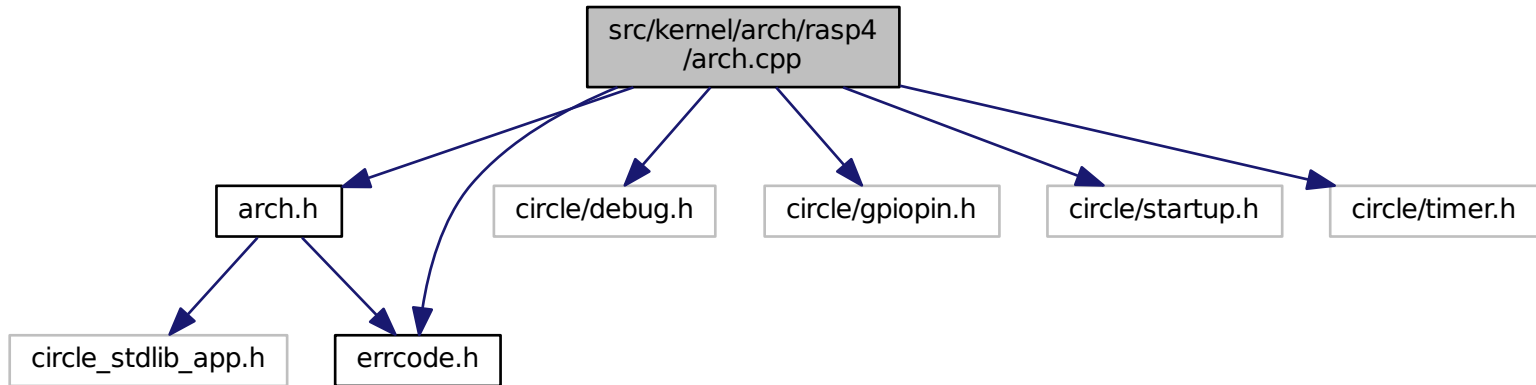 src/kernel/arch/rasp4
/arch.cpp
arch.h
circle/debug.h
circle/gpiopin.h
circle/startup.h
circle/timer.h
circle_stdlib_app.h
errcode.h